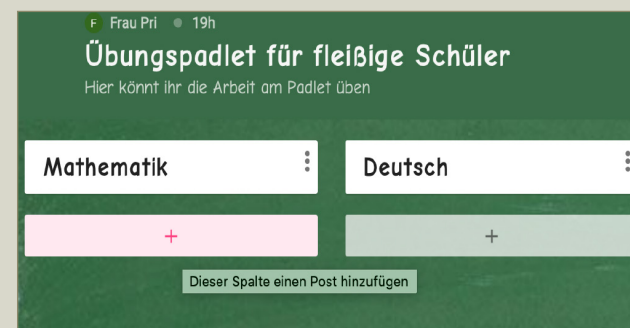 F Frau Pri 19h
Übungspadlet für fleißige Schüler
Hier könnt ihr die Arbeit am Padlet üben
Mathematik
Deutsch
+
+
Dieser Spalte einen Post hinzufügen